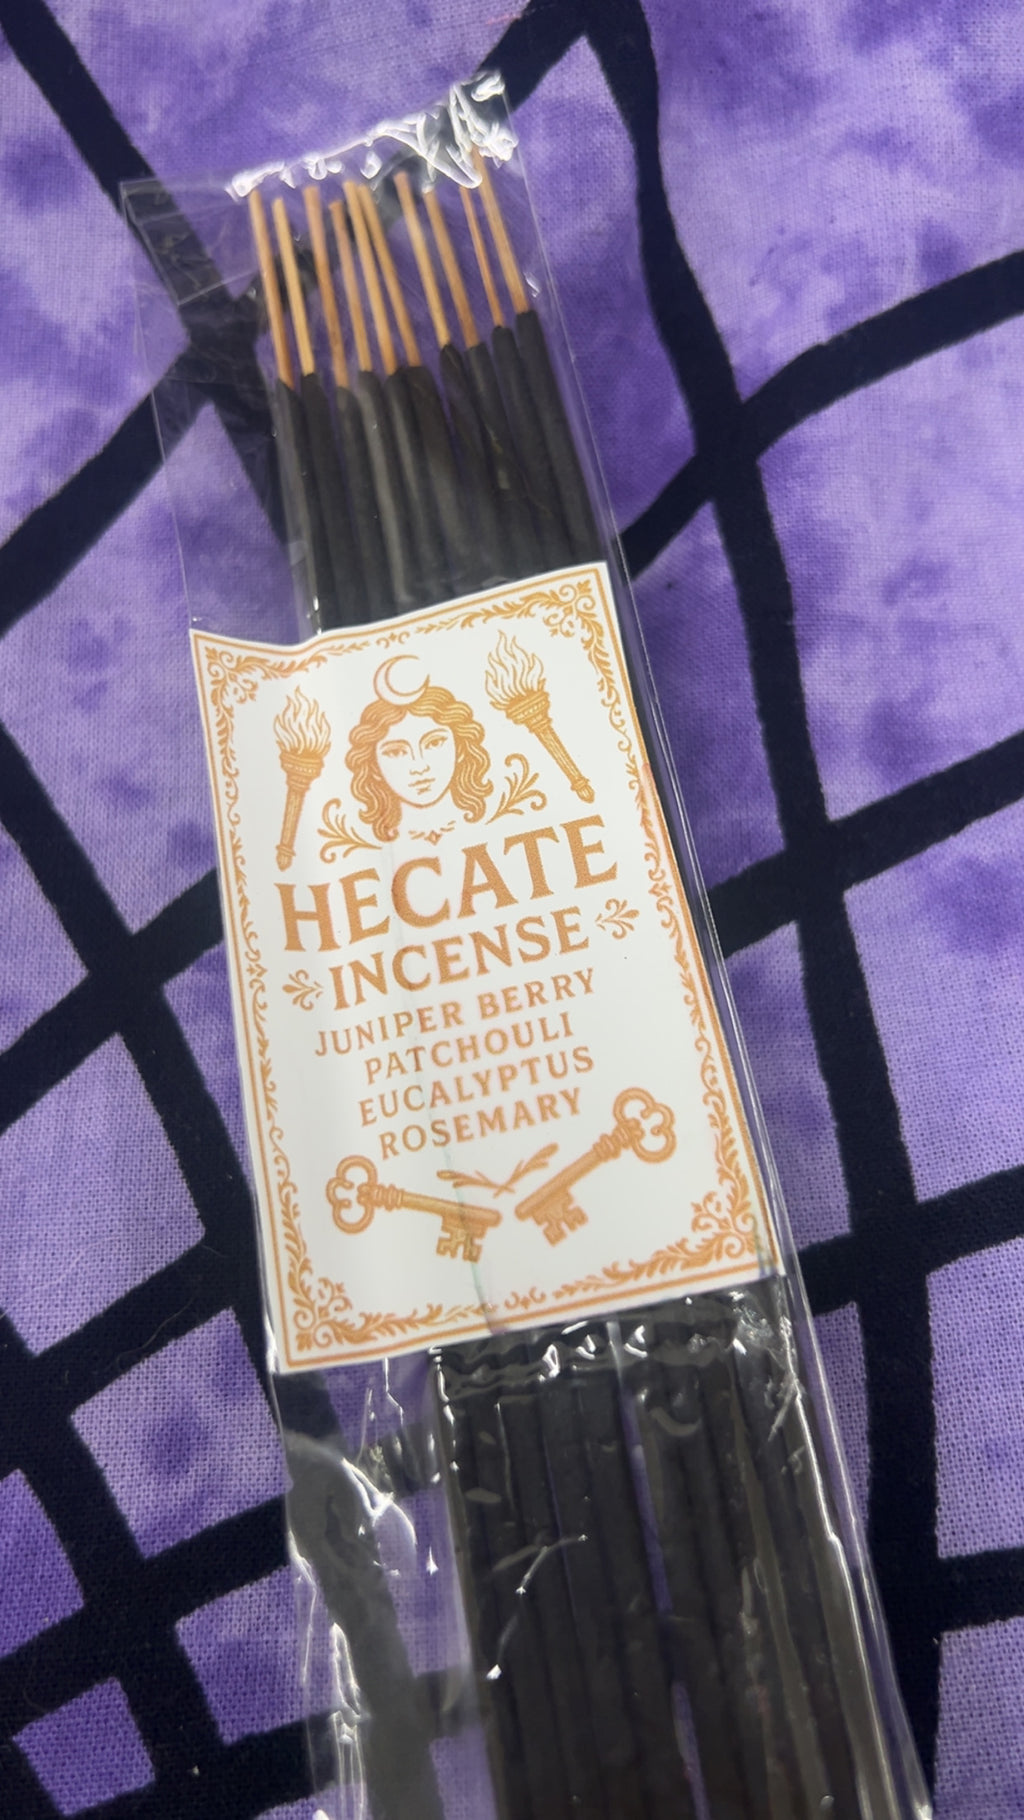 HECATE
INCENSE
JUNIPER BERRY
PATCHOULI
EUCALYPTUS
ROSEMARY